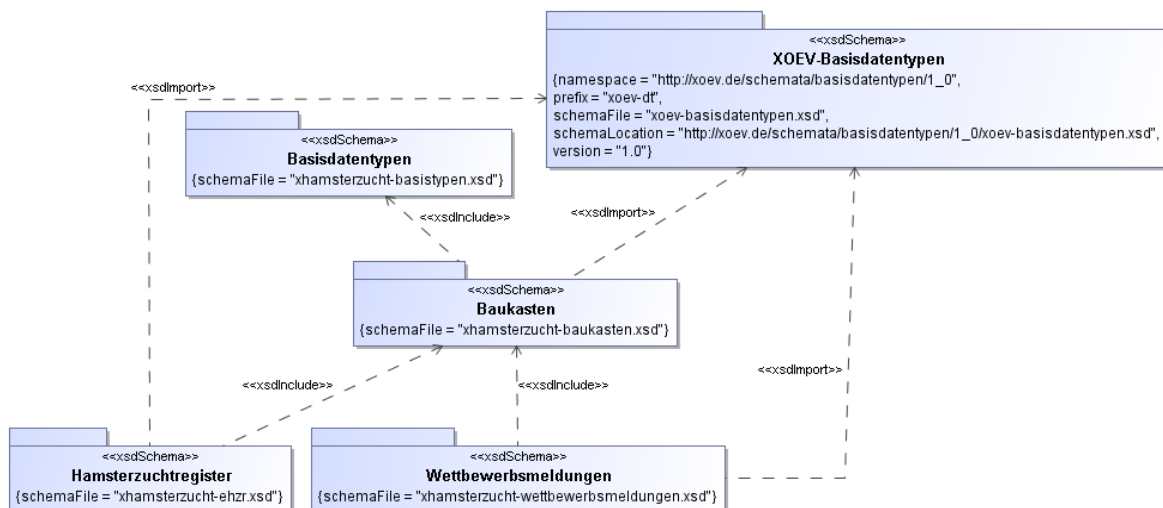 <<xsdSchema>>
XOEV-Basisdatentypen
{namespace = "http://xoev.de/schemata/basisdatentypen/1_0",
prefix = "xoev-dt",
schemaFile = "xoev-basisdatentypen.xsd",
schemaLocation = "http://xoev.de/schemata/basisdatentypen/1_0/xoev-basisdatentypen.xsd",
version = "1.0"}
<<xsdImport>>
<<xsdSchema>>
Basisdatentypen
{schemaFile = "xhamsterzucht-basistypen.xsd"}
<<xsdInclude>>
<<xsdImport>>
<<xsdSchema>>
Baukasten
{schemaFile = "xhamsterzucht-baukasten.xsd"}
<<xsdInclude>>
<<xsdInclude>>
<<xsdImport>>
<<xsdSchema>>
Hamsterzuchtregister
{schemaFile = "xhamsterzucht-ehzr.xsd"}
<<xsdSchema>>
Wettbewerbsmeldungen
{schemaFile = "xhamsterzucht-wettbewerbsmeldungen.xsd"}